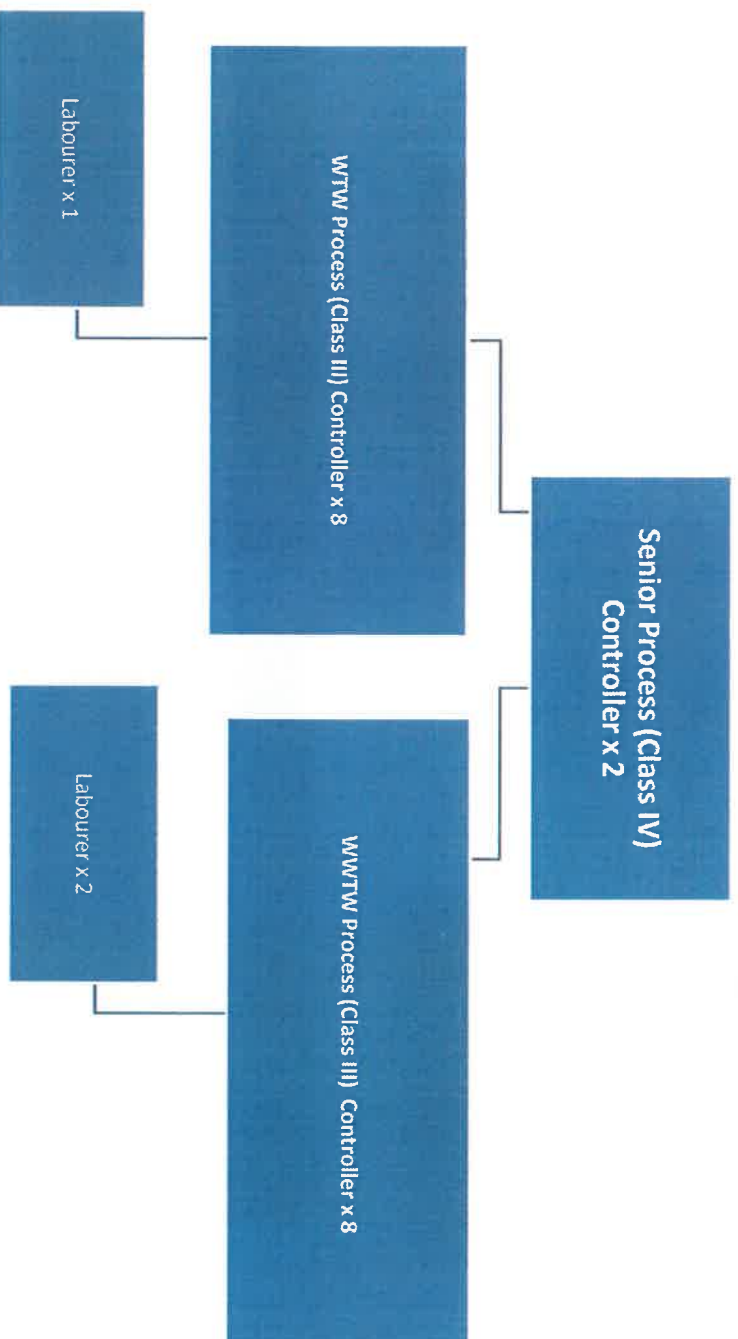 Senior Process (Class IV)
Controller x 2
WTW Process (Class III) Controller x 8
WWTW Process (Class III) Controller x 8
Labourer x 1
Labourer x 2